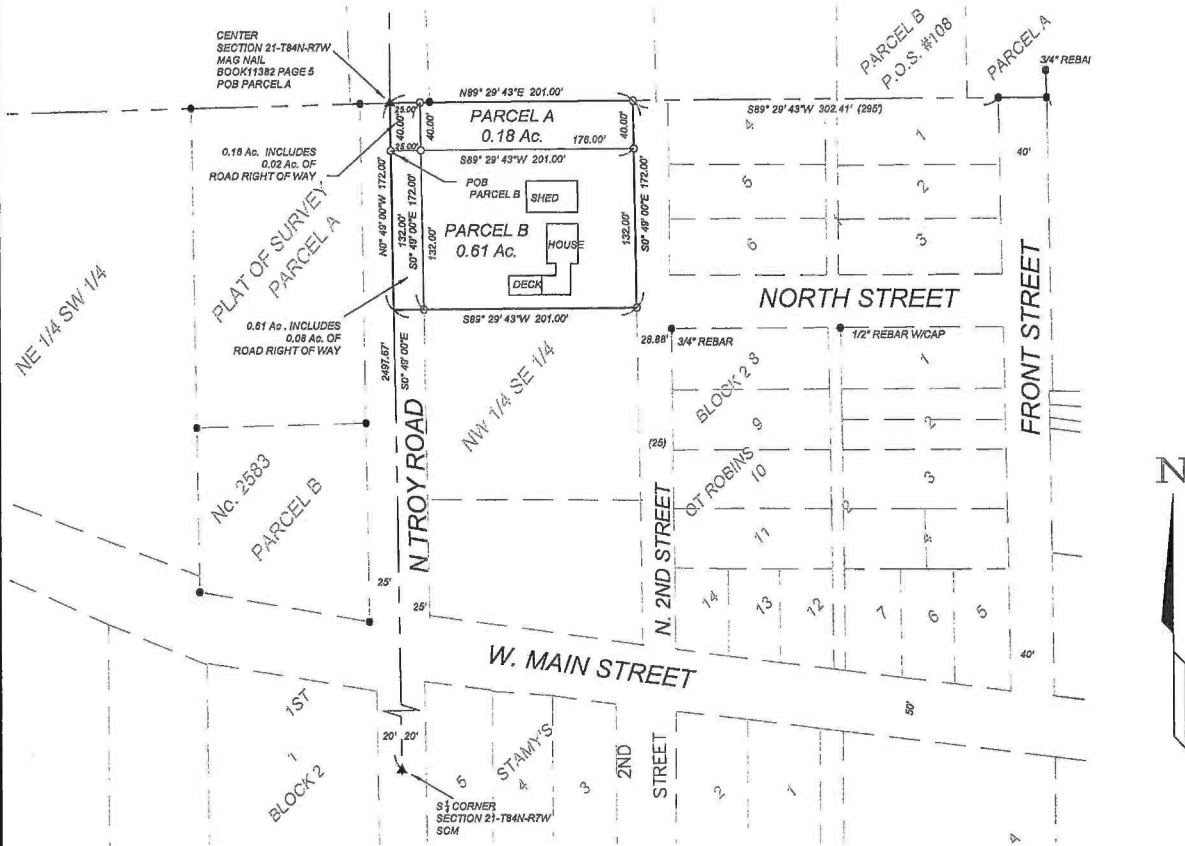 CENTER
SECTION 21-T84N-R7W
MAG NAIL
BOOK11382 PAGE 5
POB PARCEL A
PARCEL B
P.O.S. #108
PARCEL A
3/4" REBAI
N89° 29' 43"E 201.00'
S89° 29' 43"W 302.41' (295')
25.00'
40.00'
40.00'
PARCEL A
0.18 Ac.
176.00'
40.00'
25.00'
S89° 29' 43"W 201.00'
0.18 Ac. INCLUDES
0.02 Ac. OF
ROAD RIGHT OF WAY
POB
PARCEL B
SHED
N0° 49' 00"W 172.00'
132.00'
S0° 49' 00"E 172.00'
132.00'
PARCEL B
0.61 Ac.
HOUSE
DECK
132.00'
S0° 49' 00"E 172.00'
4
5
6
1
2
3
40'
PLAT OF SURVEY
PARCEL A
NE 1/4 SW 1/4
0.61 Ac. INCLUDES
0.08 Ac. OF
ROAD RIGHT OF WAY
S89° 29' 43"W 201.00'
NORTH STREET
FRONT STREET
2497.67'
S0° 49' 00"E
28.88'
3/4" REBAR
1/2" REBAR W/CAP
NW 1/4 SE 1/4
BLOCK 2 8
9
QT ROBINS
10
11
14
13
12
1
2
3
2
4
7
6
5
(25)
N TROY ROAD
N. 2ND STREET
No. 2583
PARCEL B
25'
25'
40'
N
W. MAIN STREET
50'
1ST
1
BLOCK 2
20' 20'
5
STAMY'S
4
3
2ND
STREET
2
1
4
S¼ CORNER
SECTION 21-T84N-R7W
SCM